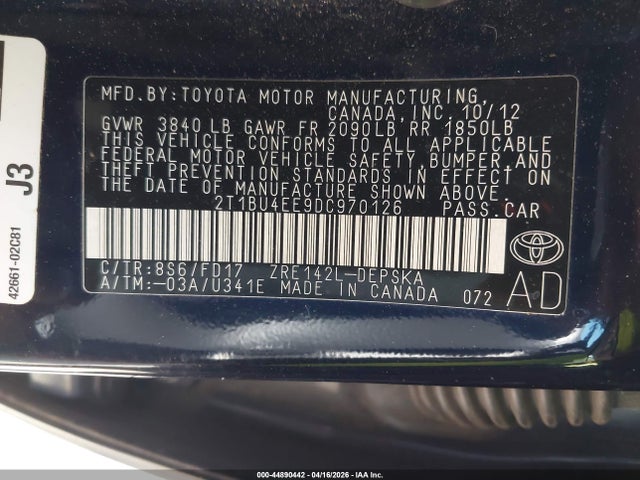 MFD.BY:TOYOTA MOTOR MANUFACTURING,
CANADA,INC. 10/12
GVWR 3840 LB GAWR FR 2090LB RR 1850LB
THIS VEHICLE CONFORMS TO ALL APPLICABLE
FEDERAL MOTOR VEHICLE SAFETY, BUMPER, AND
THEFT PREVENTION STANDARDS IN EFFECT ON
THE DATE OF MANUFACTURE SHOWN ABOVE.
2T1BU4EE9DC970126 PASS.CAR
C/TR:8S6/FD17 ZRE142L-DEPSKA
A/TM:-03A/U341E MADE IN CANADA 072
TOYOTA
AD
J3
42661-02C81
000-44890442 - 04/16/2026 - IAA Inc.